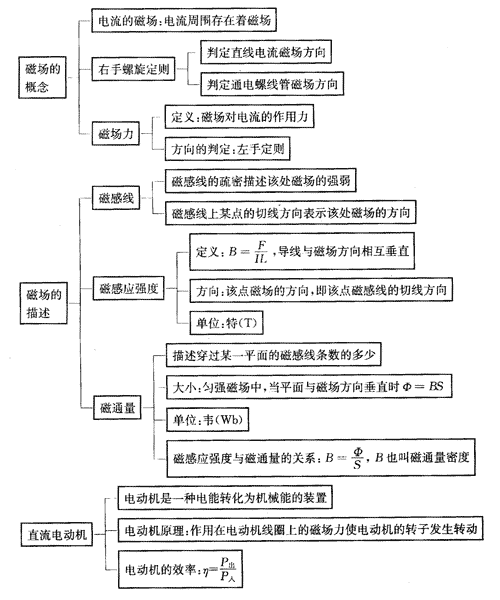 磁场的
概念
电流的磁场:电流周围存在着磁场
右手螺旋定则
判定直线电流磁场方向
判定通电螺线管磁场方向
磁场力
定义:磁场对电流的作用力
方向的判定:左手定则
磁场的
描述
磁感线
磁感线的疏密描述该处磁场的强弱
磁感线上某点的切线方向表示该处磁场的方向
磁感应强度
定义:B=F/IL,导线与磁场方向相互垂直
方向:该点磁场的方向,即该点磁感线的切线方向
单位:特(T)
磁通量
描述穿过某一平面的磁感线条数的多少
大小:匀强磁场中,当平面与磁场方向垂直时Φ=BS
单位:韦(Wb)
磁感应强度与磁通量的关系:B=Φ/S,B也叫磁通量密度
直流电动机
电动机是一种电能转化为机械能的装置
电动机原理:作用在电动机线圈上的磁场力使电动机的转子发生转动
电动机的效率:η=P出/P入